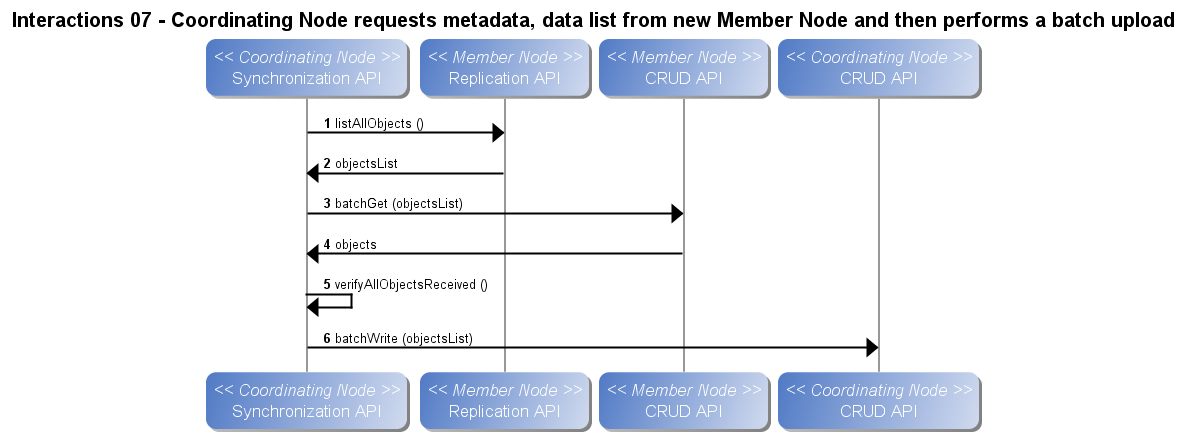 Interactions 07 - Coordinating Node requests metadata, data list from new Member Node and then performs a batch upload
<< Coordinating Node >>
Synchronization API
<< Member Node >>
Replication API
<< Member Node >>
CRUD API
<< Coordinating Node >>
CRUD API
1 listAllObjects ()
2 objectsList
3 batchGet (objectsList)
4 objects
5 verifyAllObjectsReceived ()
6 batchWrite (objectsList)
<< Coordinating Node >>
Synchronization API
<< Member Node >>
Replication API
<< Member Node >>
CRUD API
<< Coordinating Node >>
CRUD API